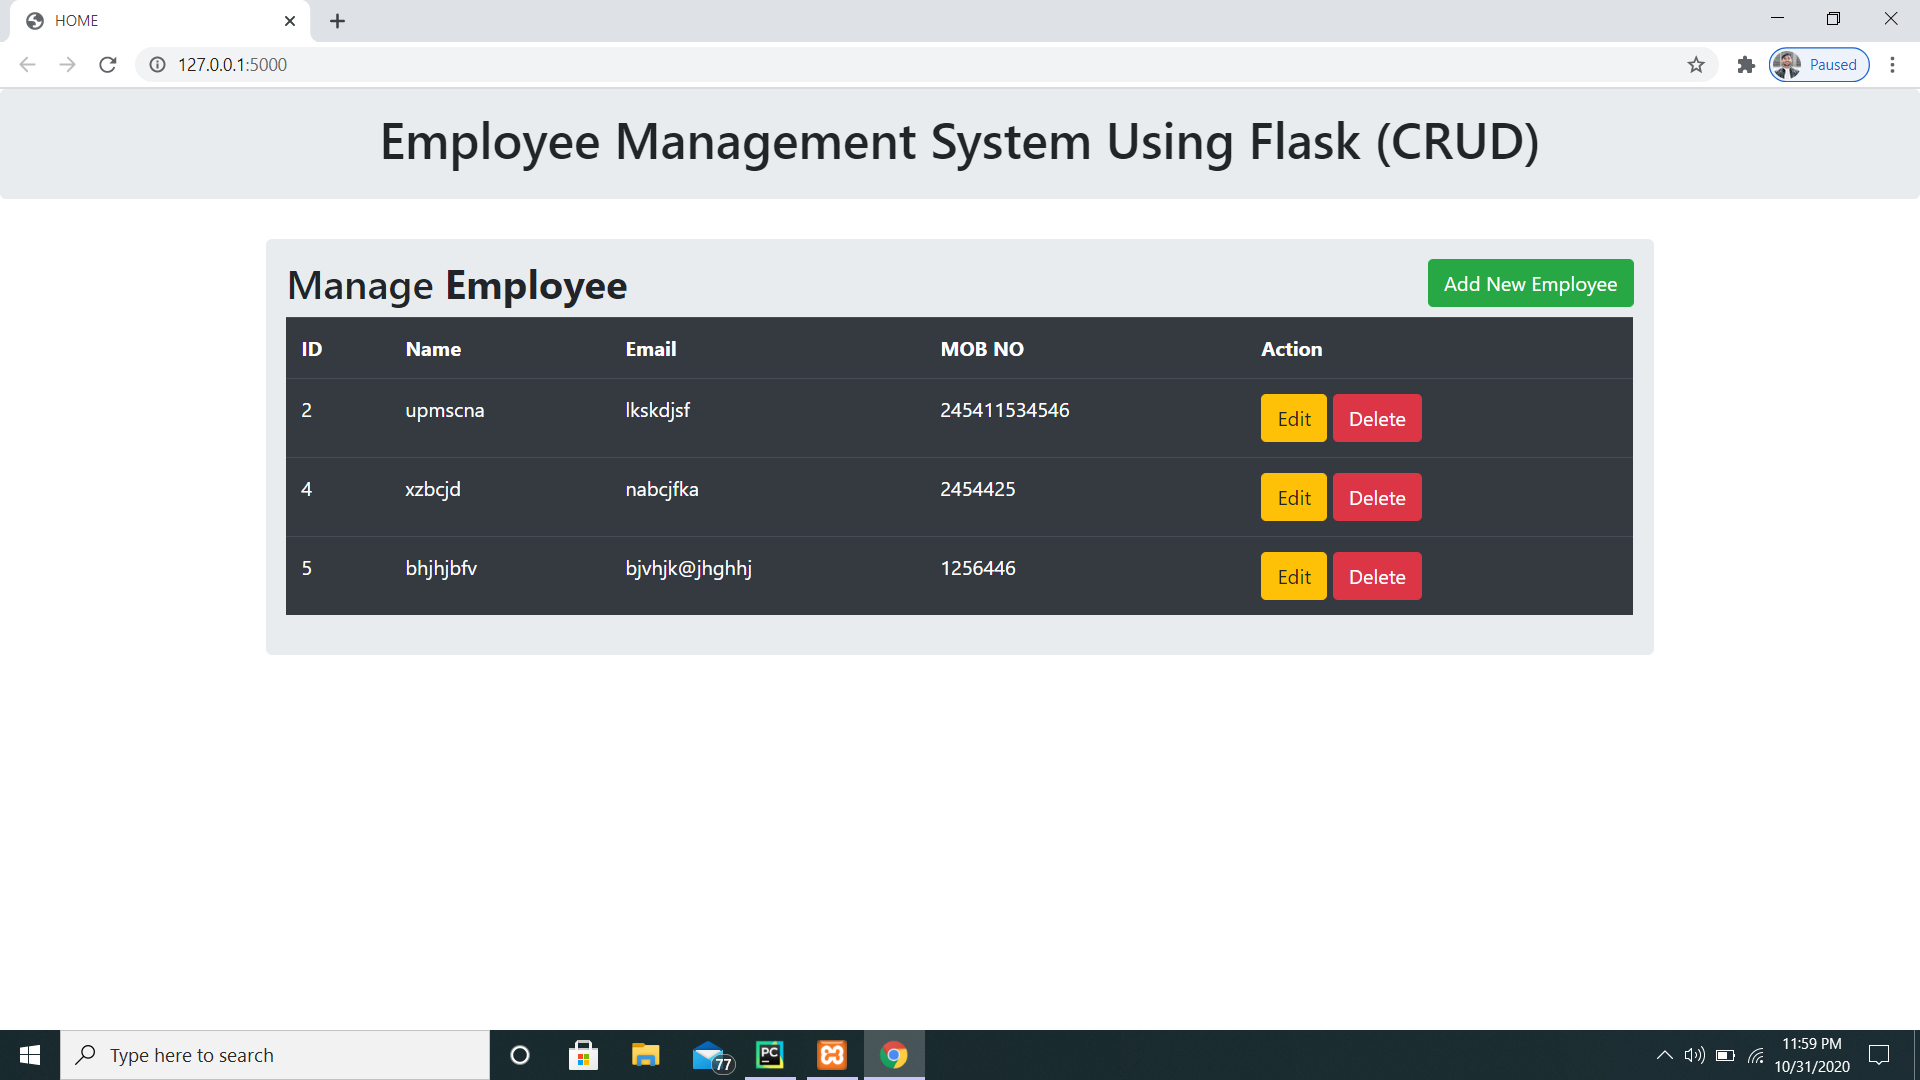 HOME
127.0.0.1:5000
Paused
Employee Management System Using Flask (CRUD)
Manage Employee
Add New Employee
ID Name Email MOB NO Action
2 upmscna lkskdjsf 245411534546 Edit Delete
4 xzbcjd nabcjfka 2454425 Edit Delete
5 bhjhjbfv bjvhjk@jhghhj 1256446 Edit Delete
Type here to search
77
PC
11:59 PM
10/31/2020